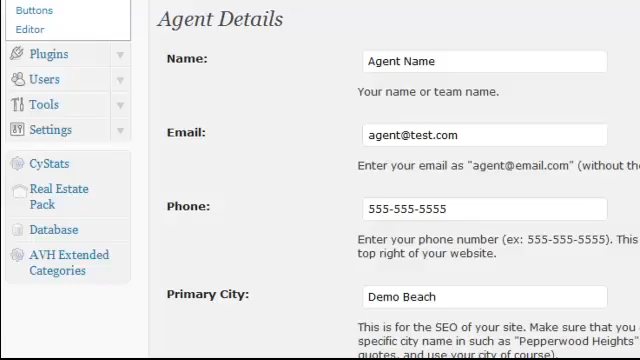 Buttons
Editor
Plugins
Users
Tools
Settings
CyStats
Real Estate
Pack
Database
AVH Extended
Categories
Agent Details
Name:
Agent Name
Your name or team name.
Email:
agent@test.com
Enter your email as "agent@email.com" (without the
Phone:
555-555-5555
Enter your phone number (ex: 555-555-5555). This
top right of your website.
Primary City:
Demo Beach
This is for the SEO of your site. Make sure that you
specific city name in such as "Pepperwood Heights"
quotes, and use your city of course).